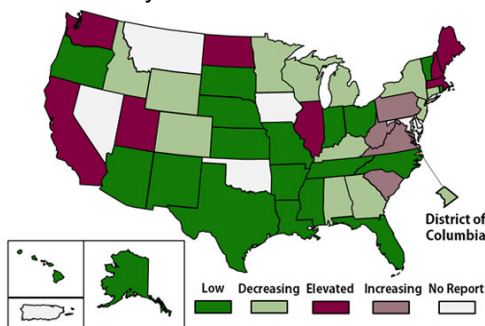 District of
Columbia
Low Decreasing Elevated Increasing No Report